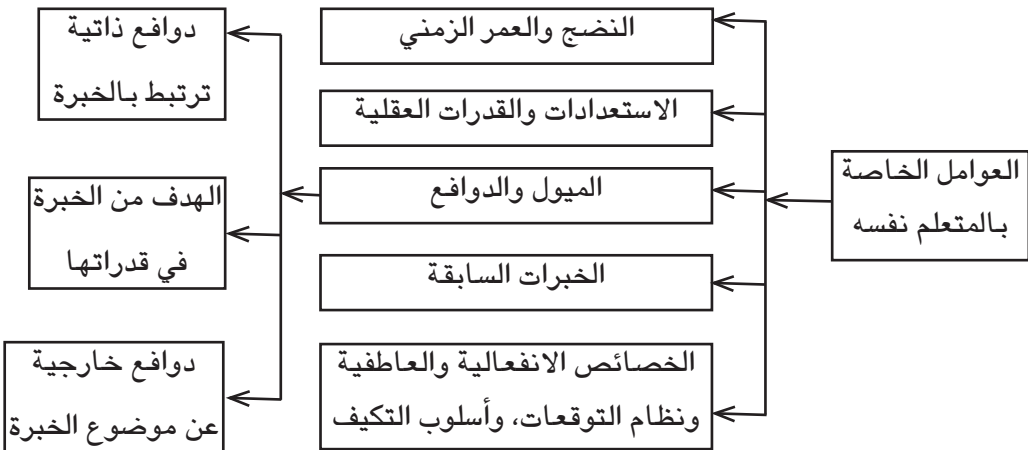 العوامل الخاصة
بالمتعلم نفسه
النضج والعمر الزمني
الاستعدادات والقدرات العقلية
الميول والدوافع
الخبرات السابقة
الخصائص الانفعالية والعاطفية
ونظام التوقعات، وأسلوب التكيف
دوافع ذاتية
ترتبط بالخبرة
الهدف من الخبرة
في قدراتها
دوافع خارجية
عن موضوع الخبرة